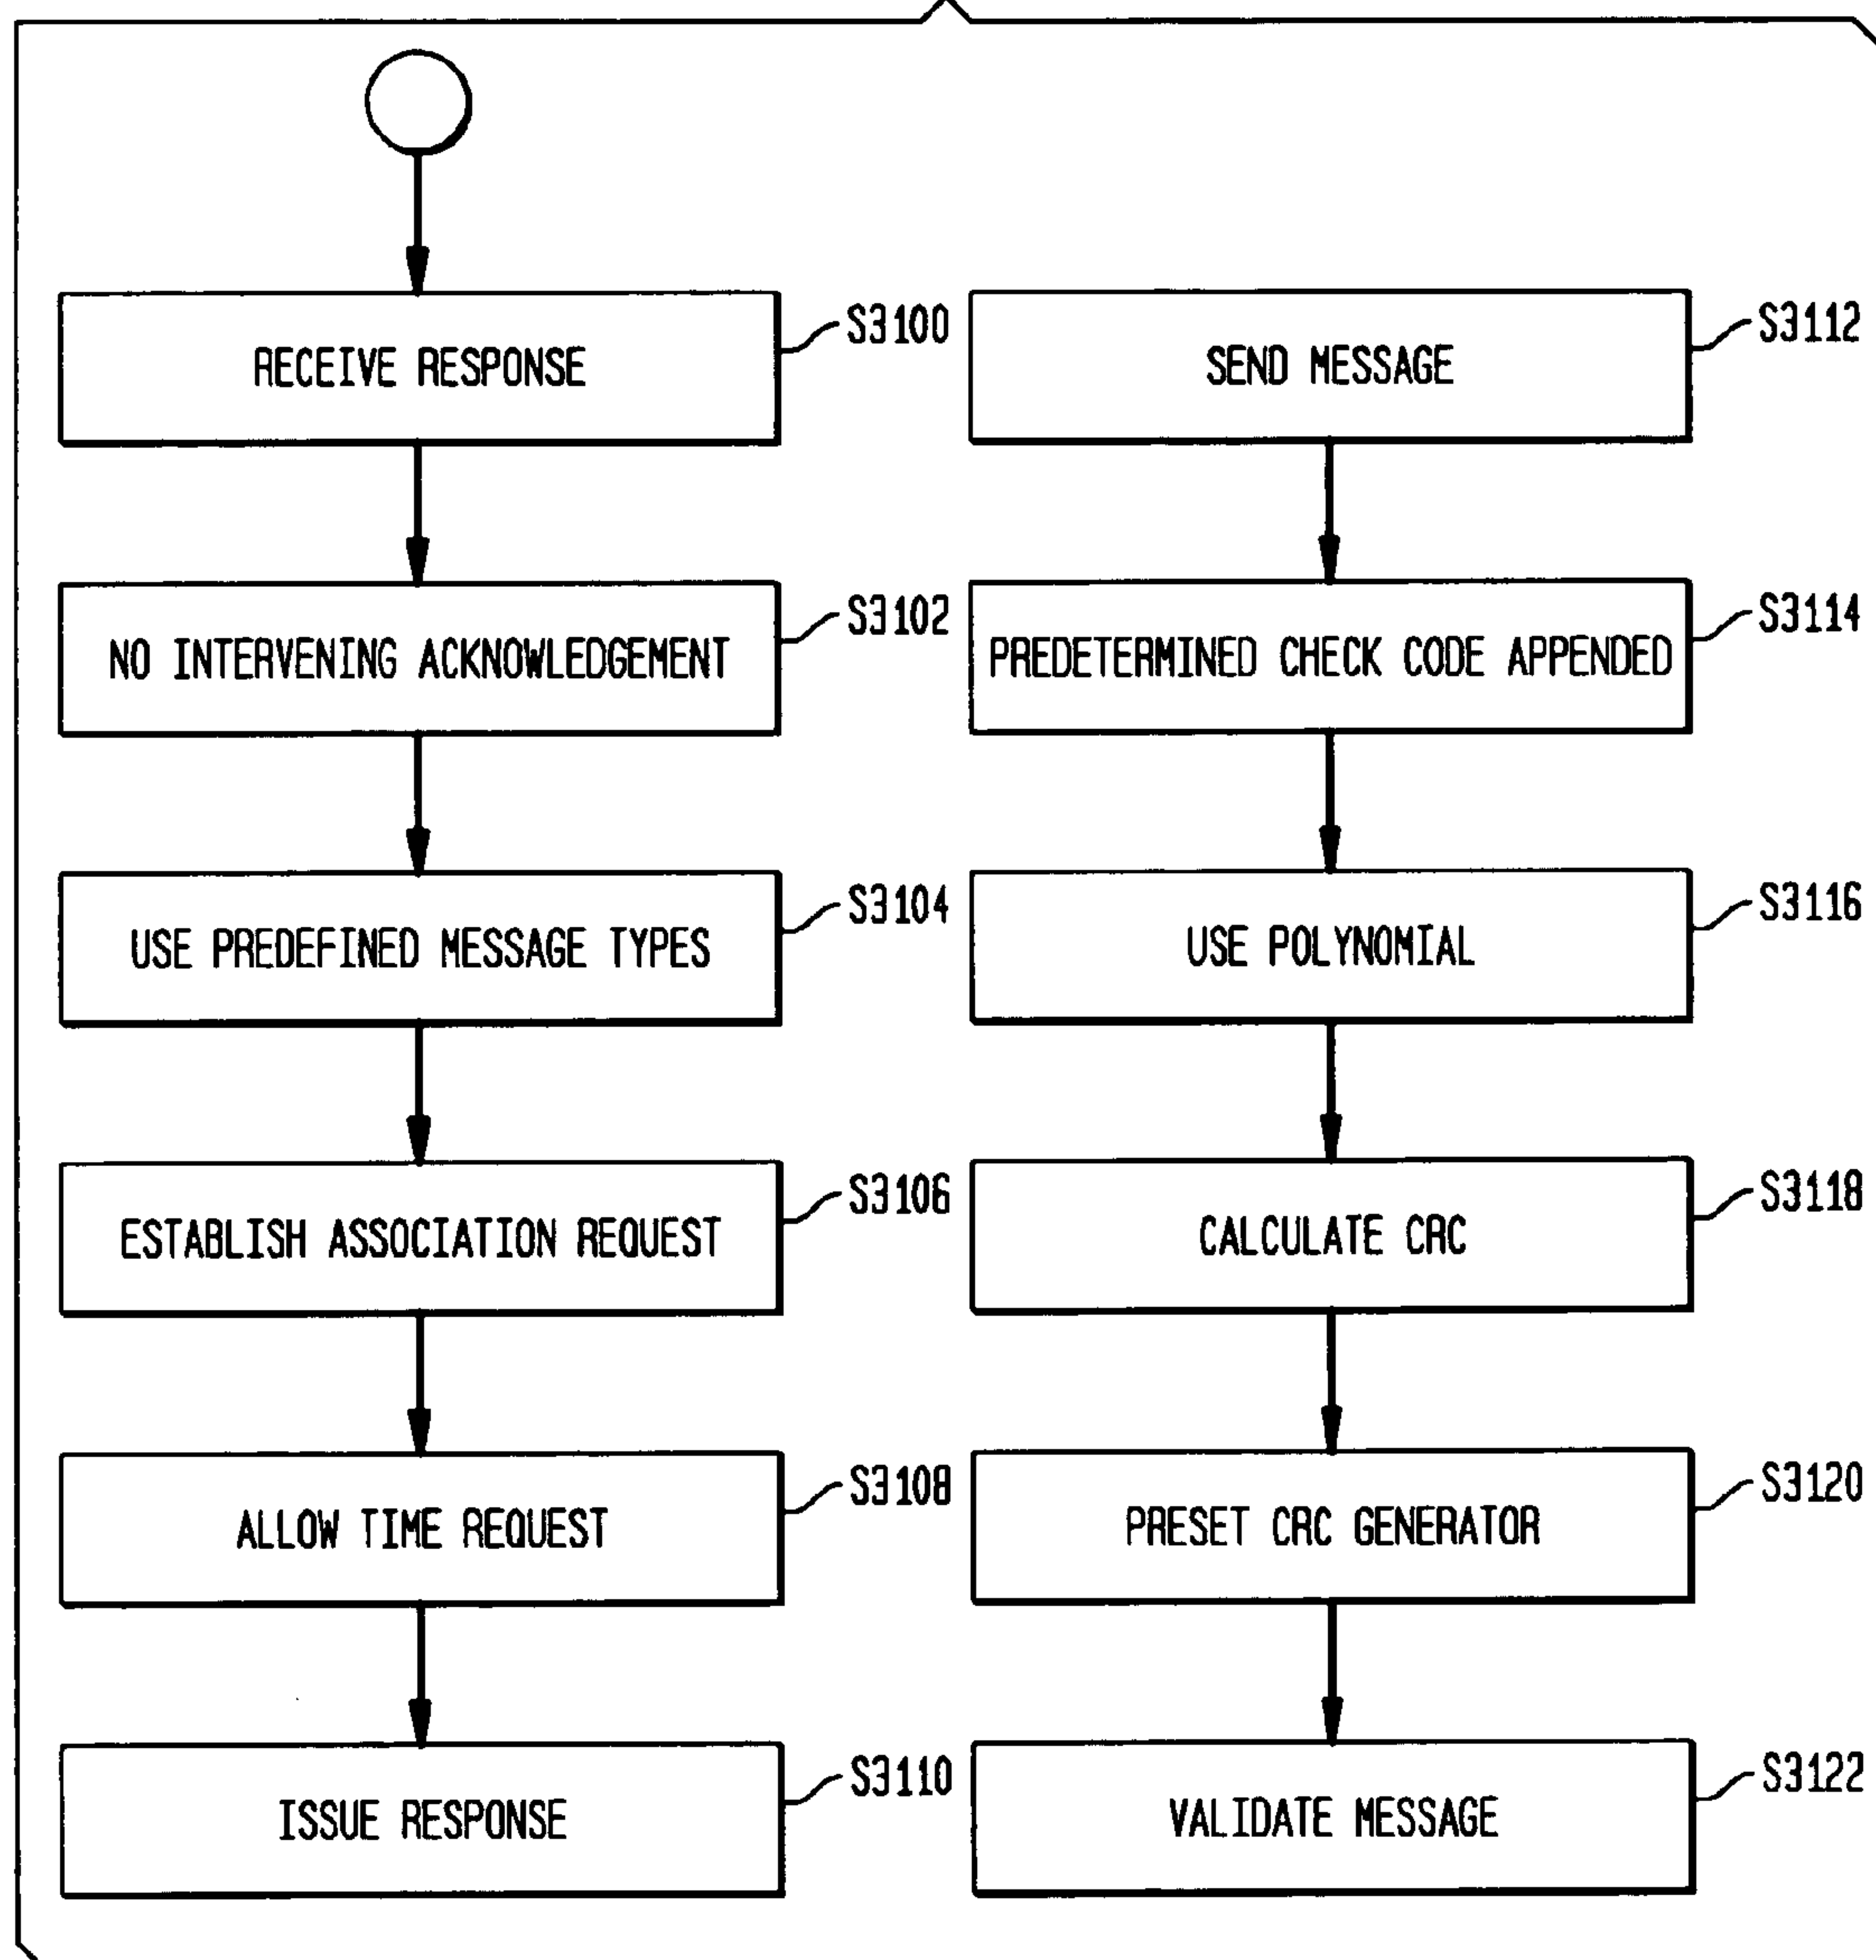 RECEIVE RESPONSE
S3100
NO INTERVENING ACKNOWLEDGEMENT
S3102
USE PREDEFINED MESSAGE TYPES
S3104
ESTABLISH ASSOCIATION REQUEST
S3106
ALLOW TIME REQUEST
S3108
ISSUE RESPONSE
S3110
SEND MESSAGE
S3112
PREDETERMINED CHECK CODE APPENDED
S3114
USE POLYNOMIAL
S3116
CALCULATE CRC
S3118
PRESET CRC GENERATOR
S3120
VALIDATE MESSAGE
S3122